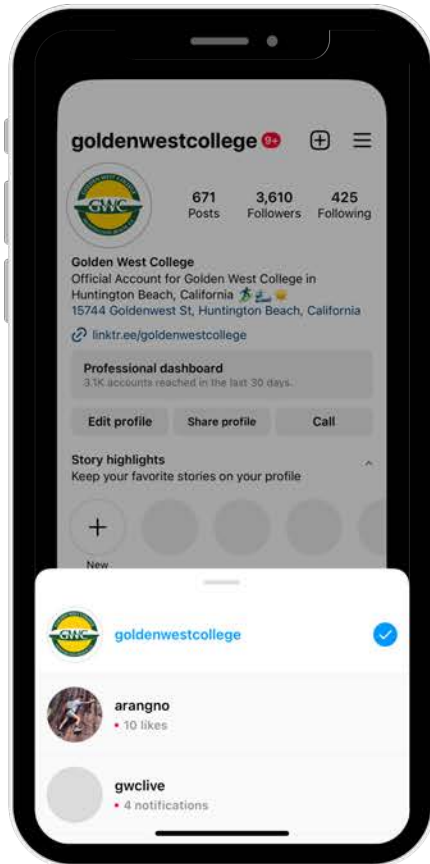 goldenwestcollege 9+
GWC
671 3,610 425
Posts Followers Following
Golden West College
Official Account for Golden West College in
Huntington Beach, California 🏄🌊☀️
15744 Goldenwest St, Huntington Beach, California
linktr.ee/goldenwestcollege
Professional dashboard
3.1K accounts reached in the last 30 days.
Edit profile Share profile Call
Story highlights
Keep your favorite stories on your profile
New
GWC
goldenwestcollege
arangno
• 10 likes
gwclive
• 4 notifications